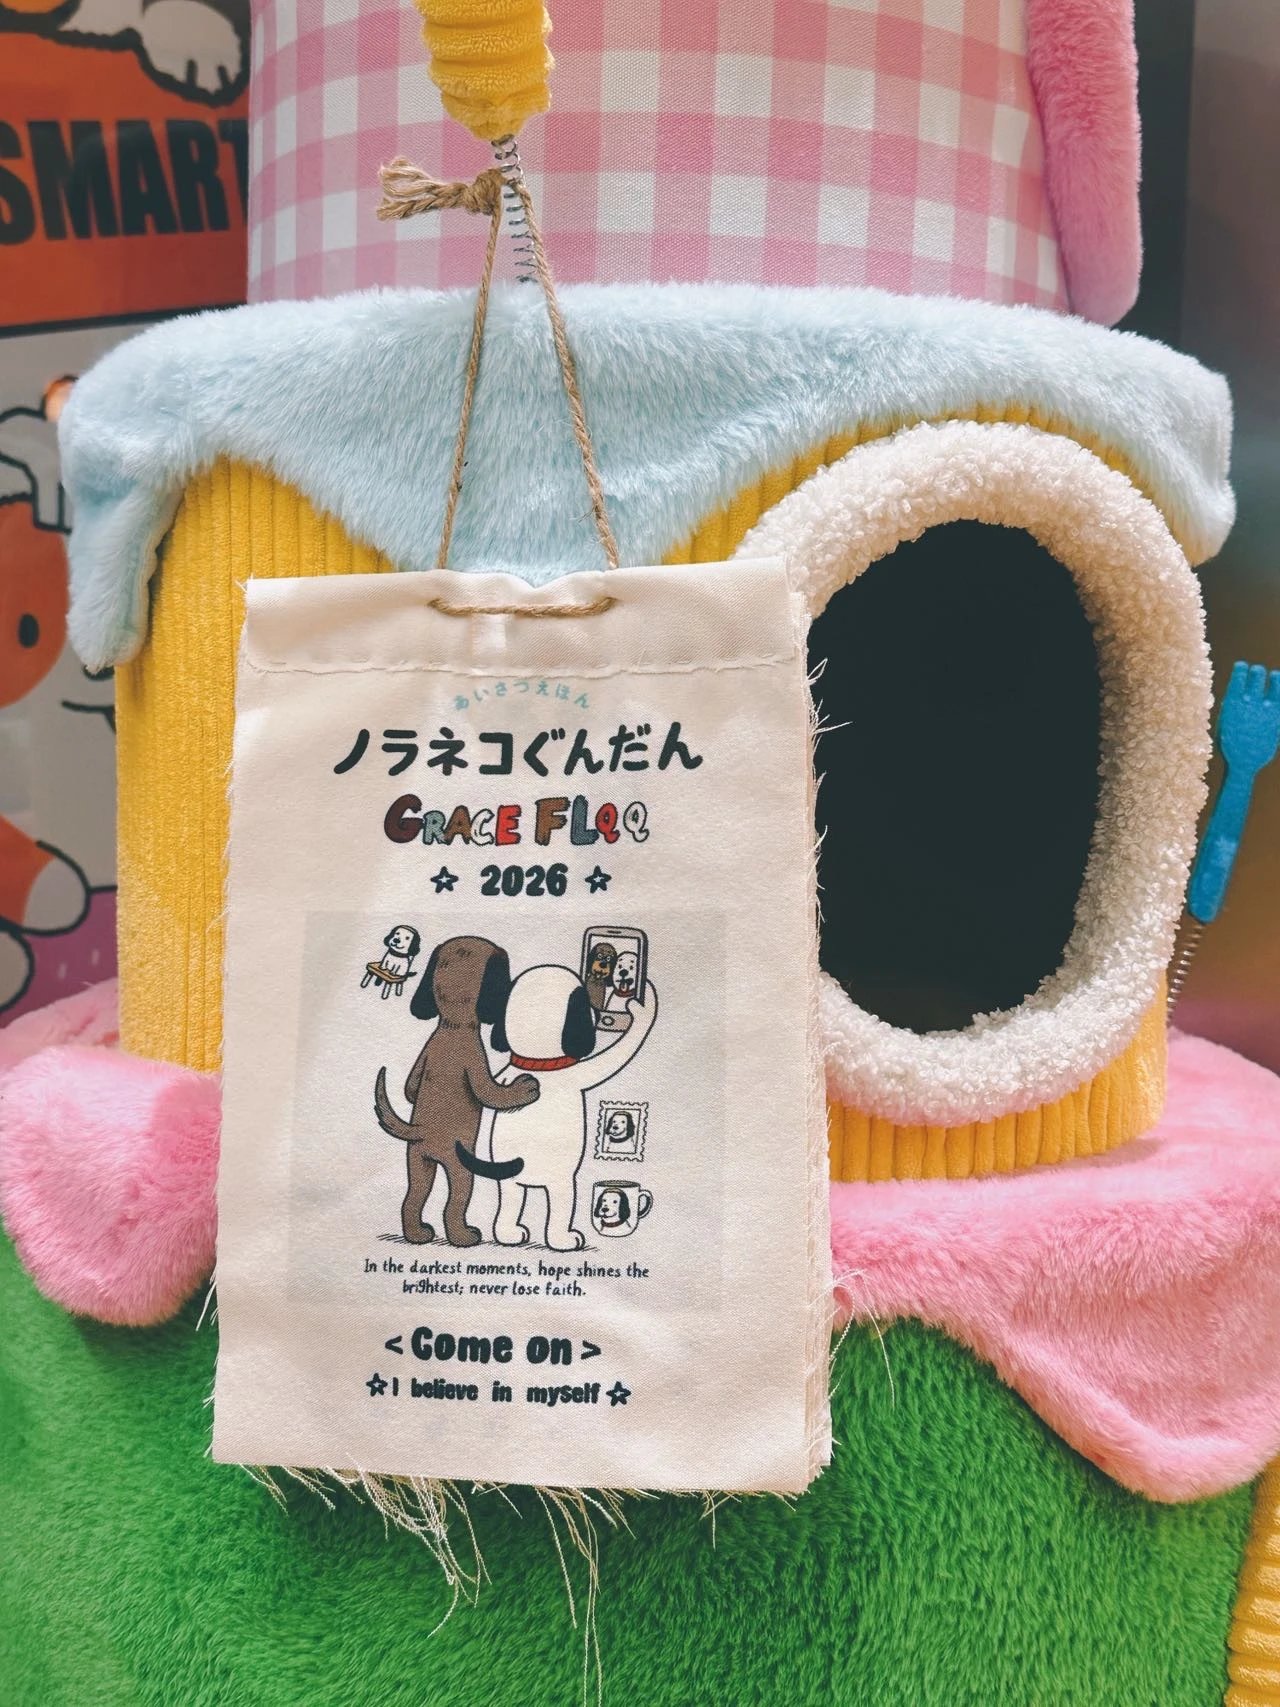 SMART
あいさつえほん
ノラネコぐんだん
GRACE FLQQ
☆ 2026 ☆
In the darkest moments, hope shines the
brightest; never lose faith.
<Come on>
☆I believe in myself☆